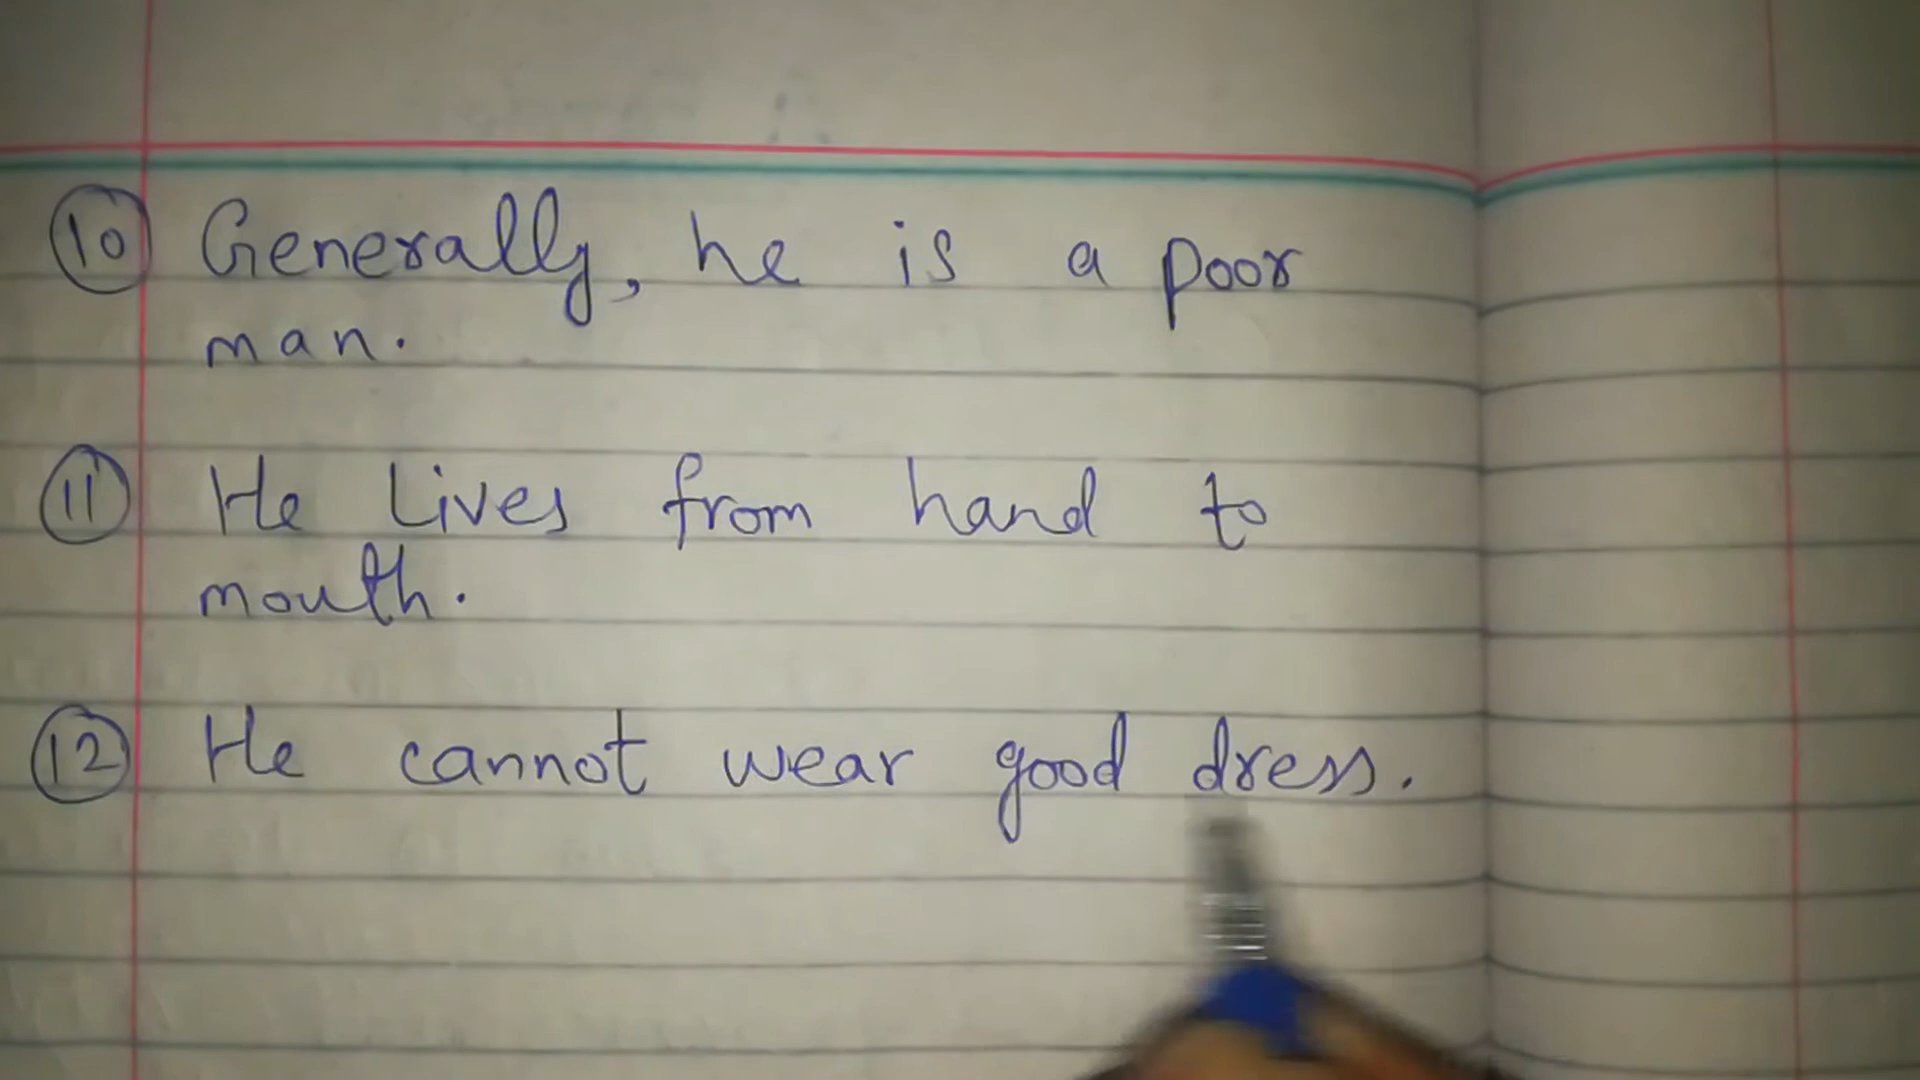 10 Generally, he is a poor
man.
11 He lives from hand to
mouth.
12 He cannot wear good dress.